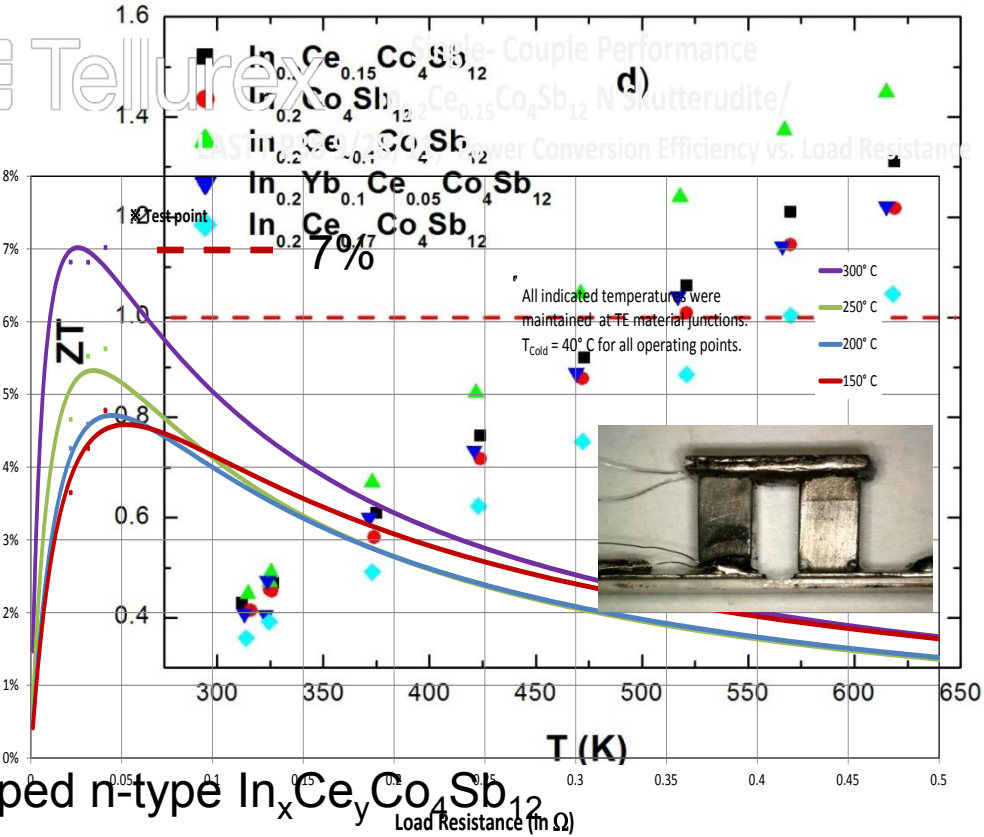 Tellurex
Single- Couple Performance
In0.2Ce0.15Co4Sb12 N Skutterudite/
Power Conversion Efficiency vs. Load Resistance
d)
In0.2Ce0.15Co4Sb12
In0.2Co4Sb12
In0.2Ce~0.1Co4Sb12
In0.2Yb0.1Ce0.05Co4Sb12
In0.2Ce0.17Co4Sb12
1.6
1.4
1.2
1.0
0.8
0.6
0.4
ZT
300
350
400
450
500
550
600
650
T (K)
8%
7%
6%
5%
4%
3%
2%
1%
0%
X Test point
7%
All indicated temperatures were
maintained at TE material junctions.
TCold = 40° C for all operating points.
300° C
250° C
200° C
150° C
0
0.05
0.1
0.15
0.2
0.25
0.3
0.35
0.4
0.45
0.5
Load Resistance (in Ω)
ped n-type InxCeyCo4Sb12